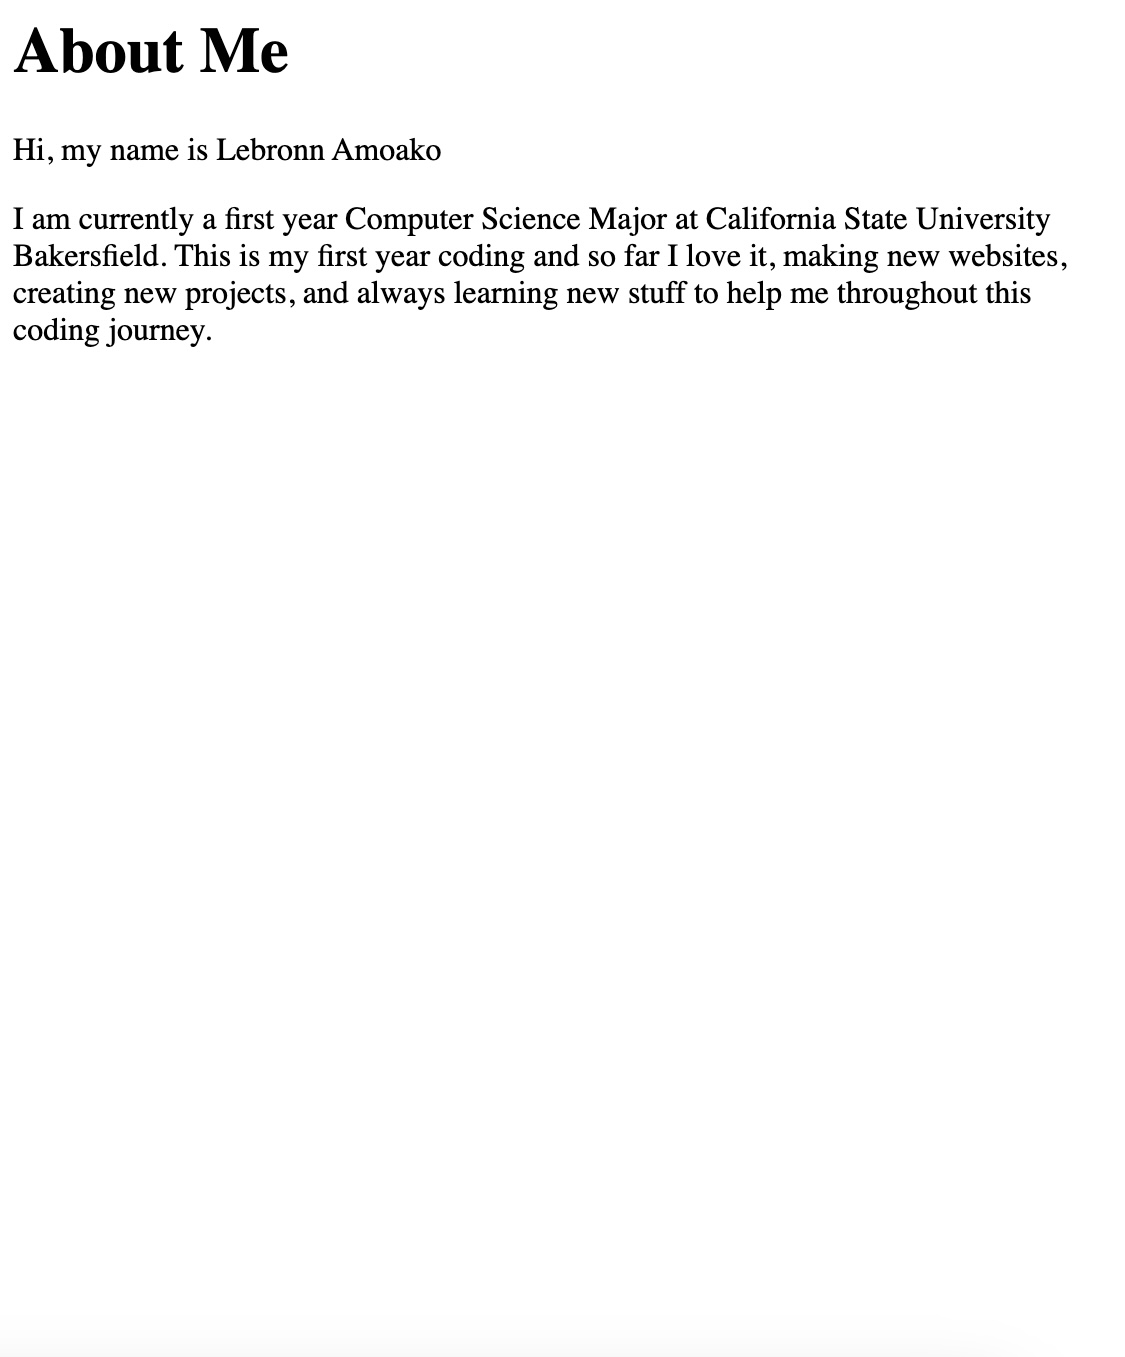 About Me
Hi, my name is Lebronn Amoako
I am currently a first year Computer Science Major at California State University
Bakersfield. This is my first year coding and so far I love it, making new websites,
creating new projects, and always learning new stuff to help me throughout this
coding journey.